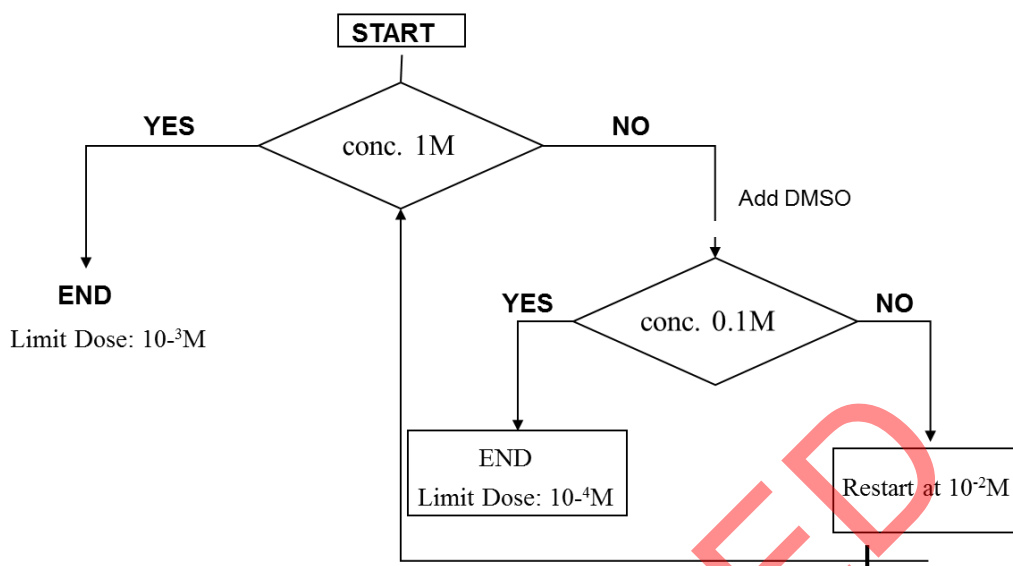 START
YES
NO
conc. 1M
Add DMSO
END
Limit Dose: 10-³M
YES
NO
conc. 0.1M
END
Limit Dose: 10-⁴M
Restart at 10⁻²M
ED